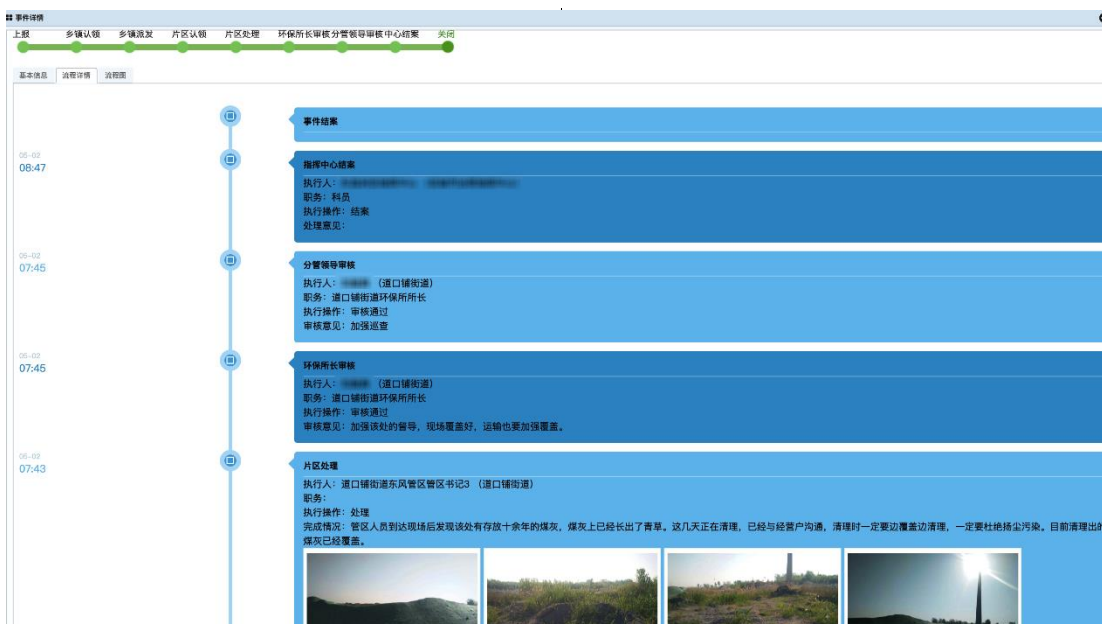 事件详情
上报 乡镇认领 乡镇派发 片区认领 片区处理 环保所长审核 分管领导审核 中心结案 关闭
基本信息 流程详情 流程图
事件结案
05-02
08:47
指挥中心结案
执行人：
职务：科员
执行操作：结案
处理意见：
05-02
07:45
分管领导审核
执行人： （道口铺街道）
职务：道口铺街道环保所所长
执行操作：审核通过
审核意见：加强巡查
05-02
07:45
环保所长审核
执行人： （道口铺街道）
职务：道口铺街道环保所所长
执行操作：审核通过
审核意见：加强该处的督导，现场覆盖好，运输也要加强覆盖。
05-02
07:43
片区处理
执行人：道口铺街道东风管区管区书记3 （道口铺街道）
职务：
执行操作：处理
完成情况：管区人员到达现场后发现该处有存放十余年的煤灰，煤灰上已经长出了青草。这几天正在清理，已经与经营户沟通，清理时一定要边覆盖边清理，一定要杜绝扬尘污染。目前清理出的
煤灰已经覆盖。